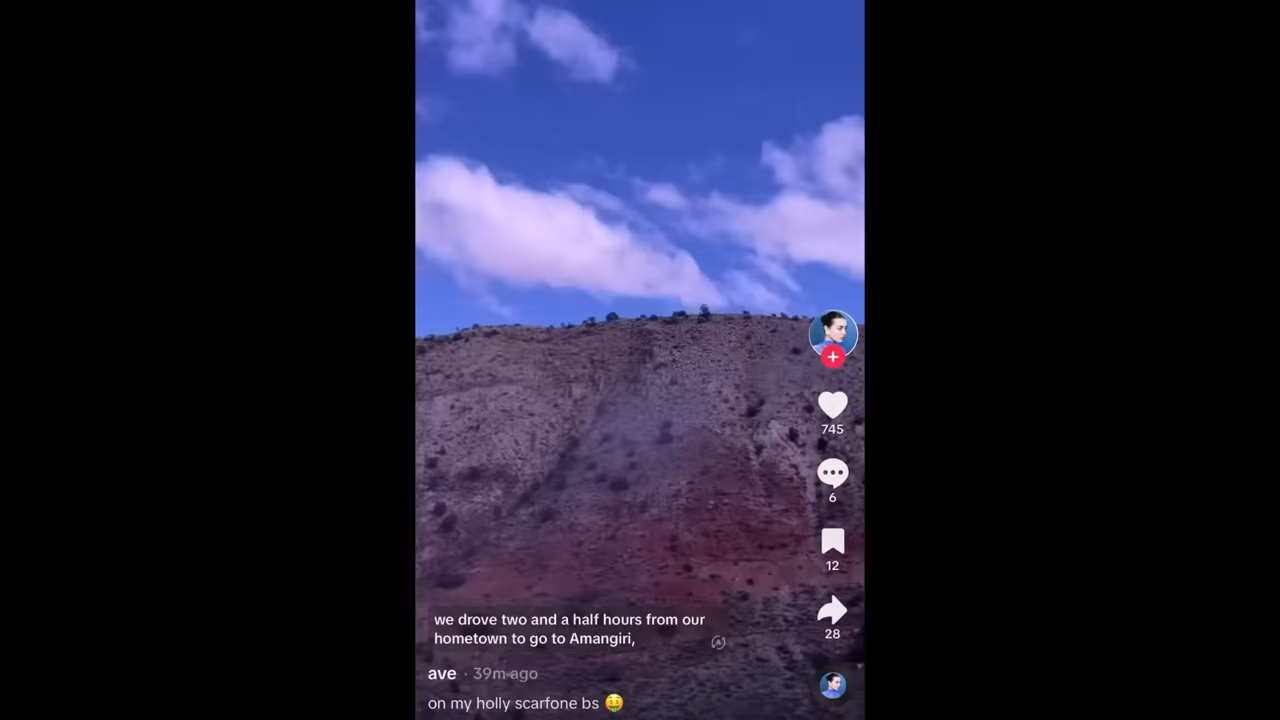 745
6
12
28
we drove two and a half hours from our
hometown to go to Amangiri,
ave · 39m ago
on my holly scarfone bs 🤑